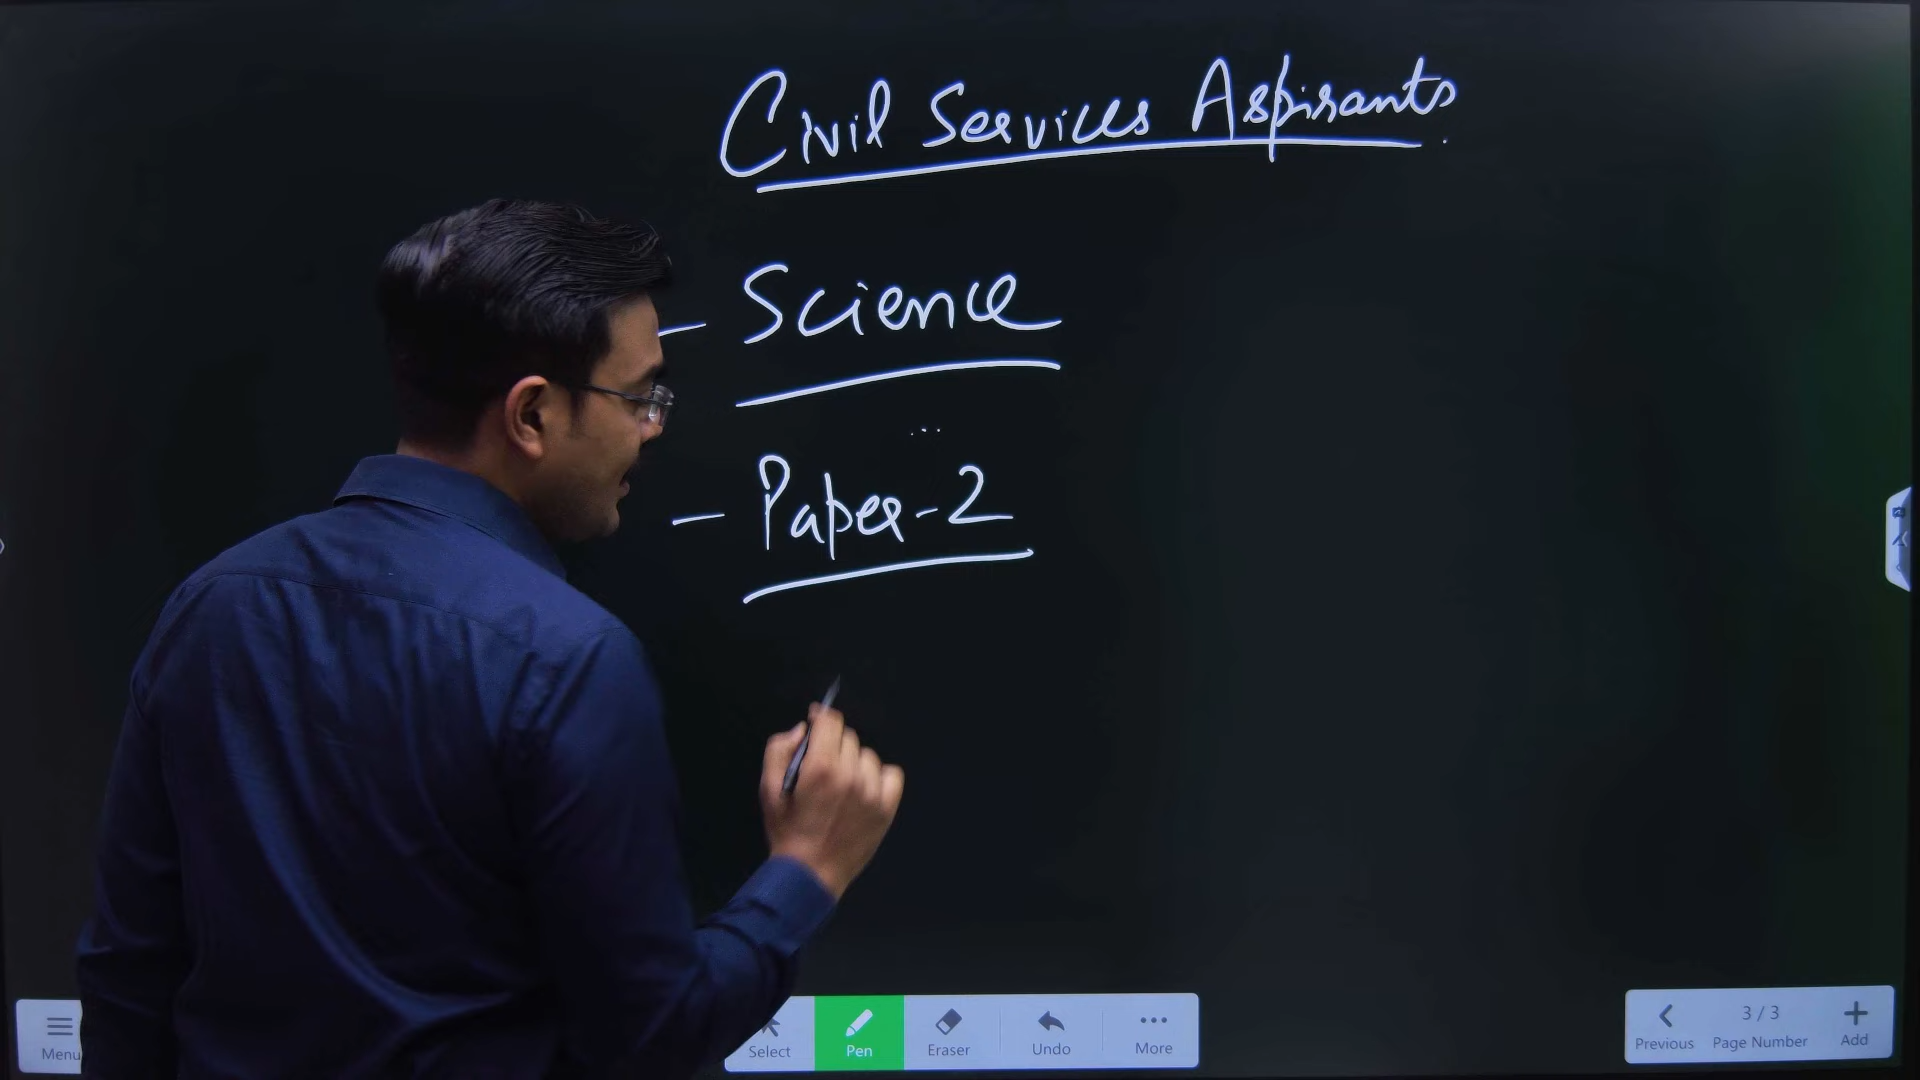 Civil Services Aspirants
- Science
- Paper-2
Menu
Select
Pen
Eraser
Undo
More
Previous
3 / 3
Page Number
Add